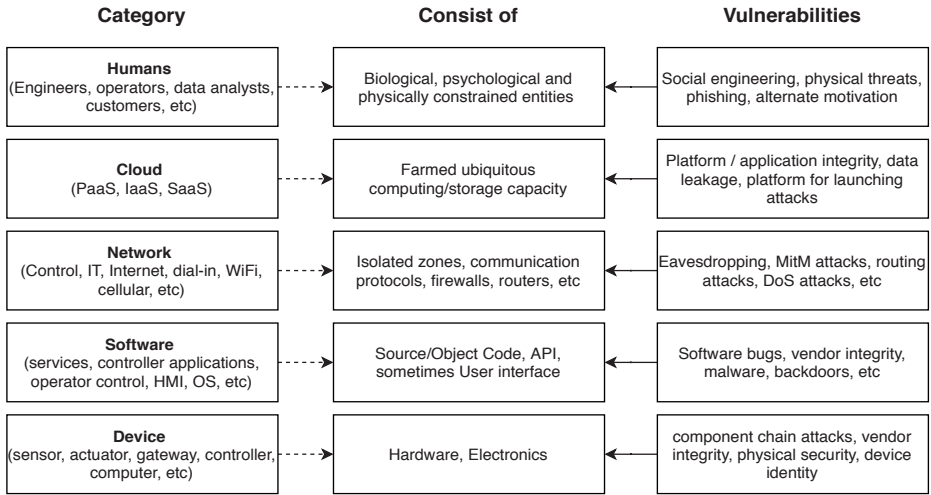 Category
Consist of
Vulnerabilities
Humans
(Engineers, operators, data analysts,
customers, etc)
Biological, psychological and
physically constrained entities
Social engineering, physical threats,
phishing, alternate motivation
Cloud
(PaaS, IaaS, SaaS)
Farmed ubiquitous
computing/storage capacity
Platform / application integrity, data
leakage, platform for launching
attacks
Network
(Control, IT, Internet, dial-in, WiFi,
cellular, etc)
Isolated zones, communication
protocols, firewalls, routers, etc
Eavesdropping, MitM attacks, routing
attacks, DoS attacks, etc
Software
(services, controller applications,
operator control, HMI, OS, etc)
Source/Object Code, API,
sometimes User interface
Software bugs, vendor integrity,
malware, backdoors, etc
Device
(sensor, actuator, gateway, controller,
computer, etc)
Hardware, Electronics
component chain attacks, vendor
integrity, physical security, device
identity